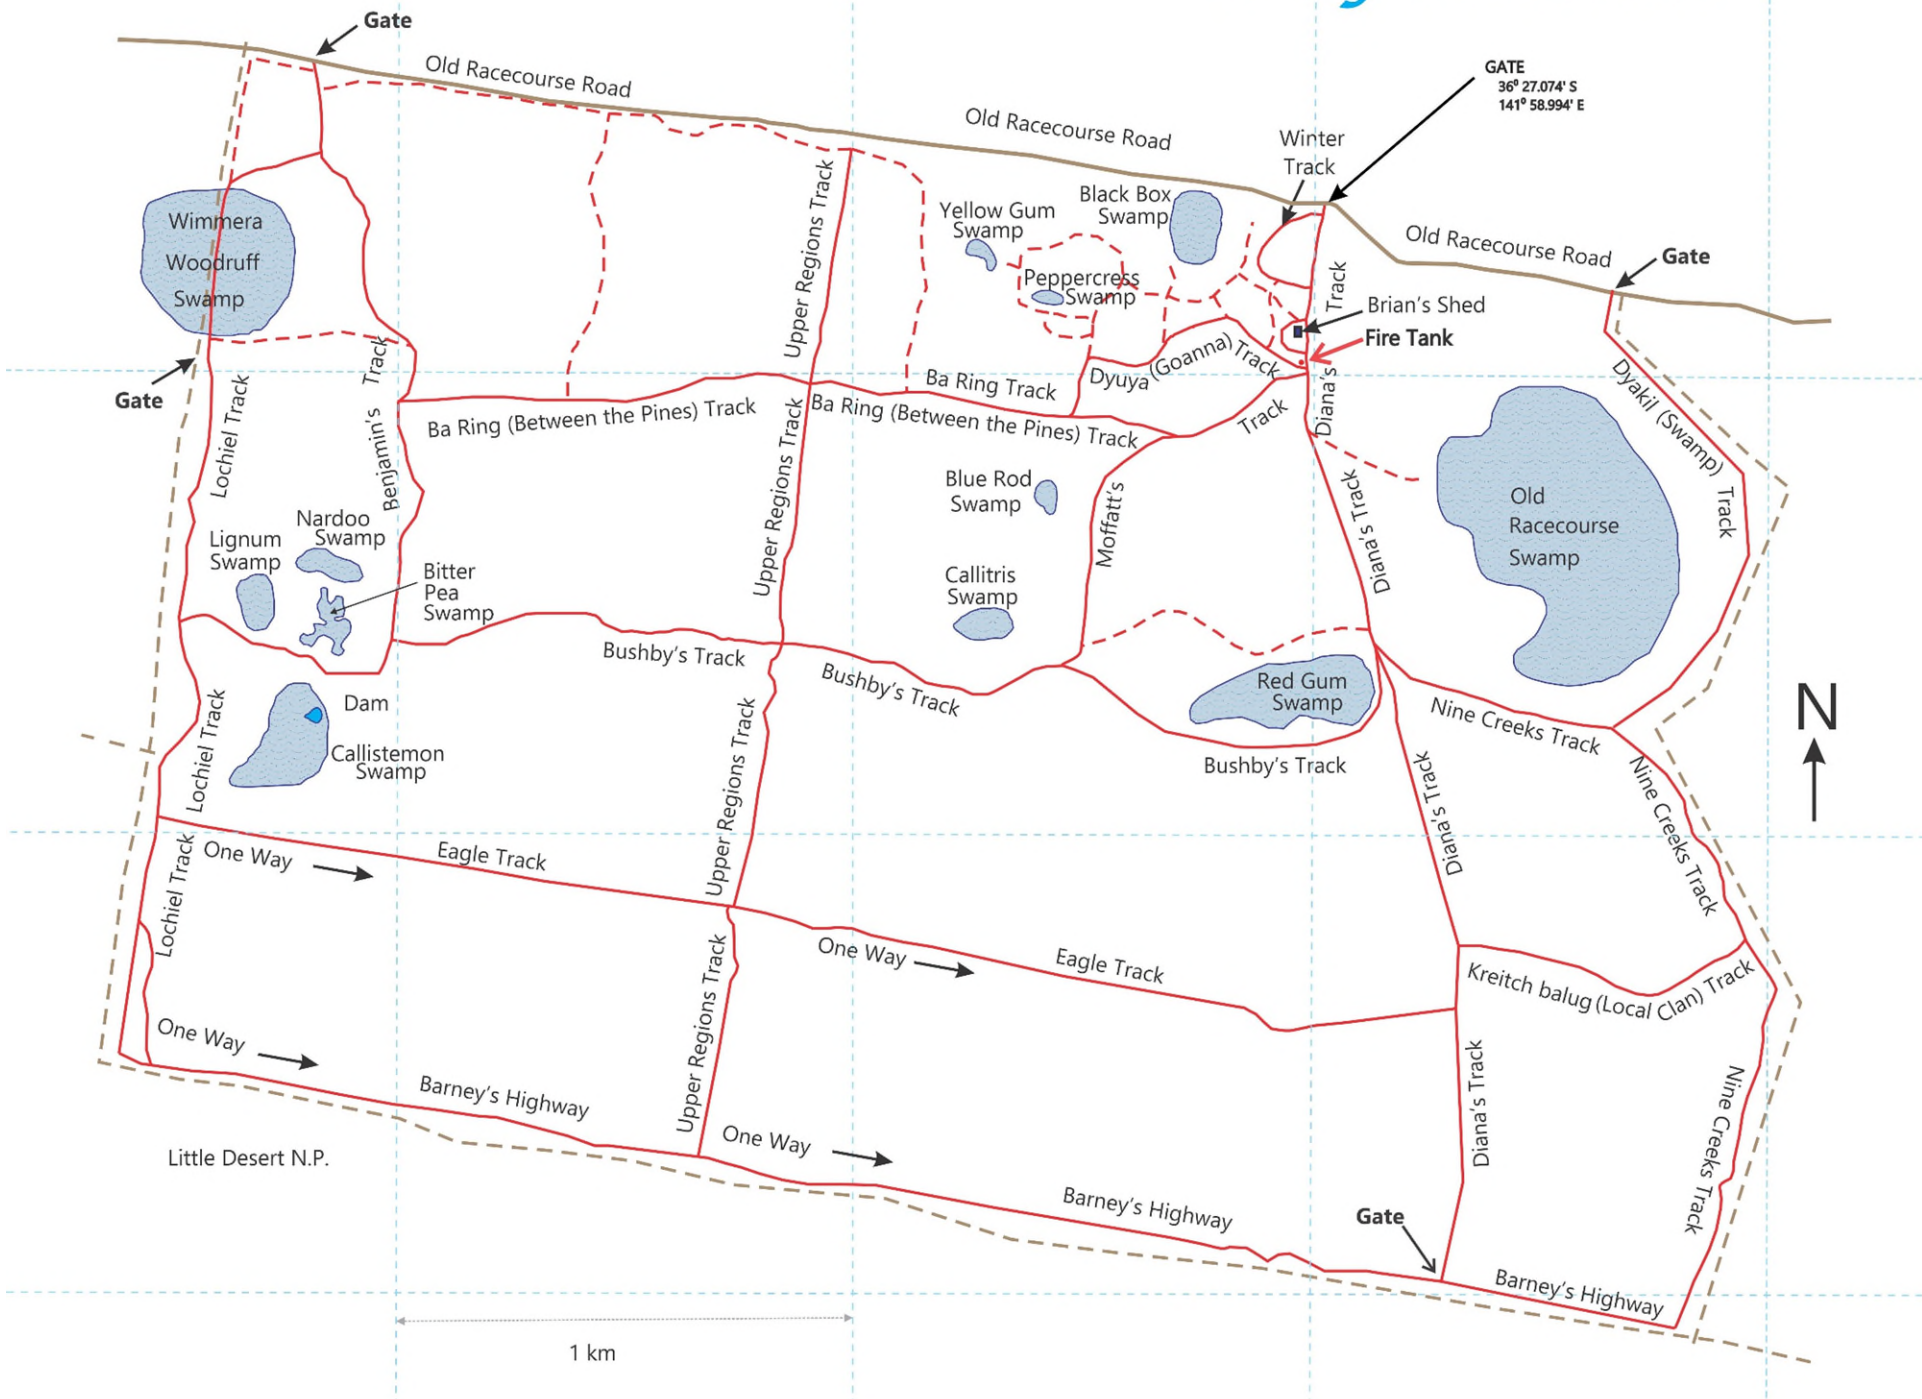 Gate
Old Racecourse Road
GATE
36⁰ 27.074' S
141⁰ 58.994' E
Old Racecourse Road
Winter
Track
Black Box
Swamp
Yellow Gum
Swamp
Wimmera
Woodruff
Swamp
Upper Regions Track
Old Racecourse Road
Gate
Peppercress
Swamp
Track
Brian's Shed
Fire Tank
Gate
Lochiel Track
Benjamin's Track
Ba Ring Track
Dyuya (Goanna) Track
Diana's
Dyakil (Swamp) Track
Ba Ring (Between the Pines) Track
Ba Ring (Between the Pines) Track
Track
Upper Regions Track
Blue Rod
Swamp
Moffatt's
Diana's Track
Old
Racecourse
Swamp
Nardoo
Swamp
Lignum
Swamp
Bitter
Pea
Swamp
Callitris
Swamp
Bushby's Track
Bushby's Track
Red Gum
Swamp
Nine Creeks Track
N
Lochiel Track
Dam
Callistemon
Swamp
Upper Regions Track
Bushby's Track
Diana's Track
Nine Creeks Track
Lochiel Track
One Way
Eagle Track
One Way
Eagle Track
Kreitch balug (Local Clan) Track
Upper Regions Track
One Way
Barney's Highway
Diana's Track
Nine Creeks Track
One Way
Little Desert N.P.
Barney's Highway
Gate
Barney's Highway
1 km